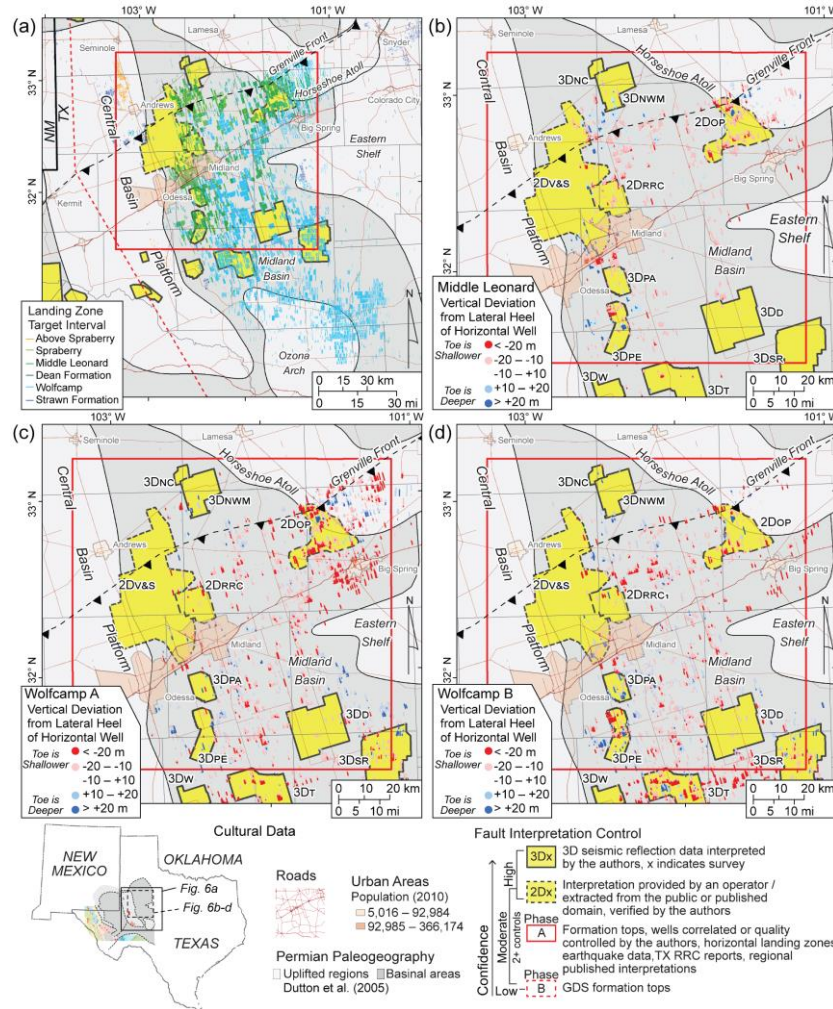 (a)
103° W
101° W
Seminole
Lamesa
Snyder
Grenville Front
Horseshoe Atoll
33° N
NM
TX
Central
Basin
Platform
Andrews
Colorado City
Big Spring
Eastern
Shelf
Midland
32° N
Odessa
Kermit
Midland
Basin
Ozona
Arch
N
Landing Zone
Target Interval
Above Spraberry
Spraberry
Middle Leonard
Dean Formation
Wolfcamp
Strawn Formation
0 15 30 km
0 15 30 mi
(b)
103° W
101° W
Seminole
Lamesa
Grenville Front
Horseshoe Atoll
33° N
3DNC
3DNWM
2DOP
Andrews
Central
Basin
Platform
2DV&S
2DRRC
Big Spring
Midland
Eastern
Shelf
32° N
Odessa
3DPA
Midland
Basin
3DD
3DPE
3DSR
3DW
3DT
N
Middle Leonard
Vertical Deviation
from Lateral Heel
of Horizontal Well
Toe is
Shallower
< -20 m
-20 – -10
-10 – +10
+10 – +20
Toe is
Deeper
> +20 m
0 10 20 km
0 5 10 mi
(c)
103° W
101° W
Seminole
Lamesa
Horseshoe Atoll
Grenville Front
Central
33° N
3DNC
3DNWM
2DOP
Andrews
Basin
2DV&S
2DRRC
Big Spring
Platform
Midland
Eastern
Shelf
32° N
Odessa
3DPA
Midland
Basin
3DD
3DPE
3DSR
3DW
3DT
N
Wolfcamp A
Vertical Deviation
from Lateral Heel
of Horizontal Well
Toe is
Shallower
< -20 m
-20 – -10
-10 – +10
+10 – +20
Toe is
Deeper
> +20 m
0 10 20 km
0 5 10 mi
(d)
103° W
101° W
Seminole
Lamesa
Horseshoe Atoll
Grenville Front
Central
33° N
3DNC
3DNWM
2DOP
Andrews
Basin
2DV&S
2DRRC
Big Spring
Platform
Midland
Eastern
Shelf
32° N
Odessa
3DPA
Midland
Basin
3DD
3DPE
3DSR
3DW
3DT
N
Wolfcamp B
Vertical Deviation
from Lateral Heel
of Horizontal Well
Toe is
Shallower
< -20 m
-20 – -10
-10 – +10
+10 – +20
Toe is
Deeper
> +20 m
0 10 20 km
0 5 10 mi
NEW
MEXICO
OKLAHOMA
Fig. 6a
Fig. 6b-d
TEXAS
Cultural Data
Roads
Urban Areas
Population (2010)
5,016 – 92,984
92,985 – 366,174
Permian Paleogeography
Uplifted regions
Basinal areas
Dutton et al. (2005)
Fault Interpretation Control
Confidence
High
Moderate
2+ controls
Low
3Dx
3D seismic reflection data interpreted
by the authors, x indicates survey
2Dx
Interpretation provided by an operator /
extracted from the public or published
domain, verified by the authors
Phase
A
Formation tops, wells correlated or quality
controlled by the authors, horizontal landing zones
earthquake data,TX RRC reports, regional
published interpretations
Phase
B
GDS formation tops